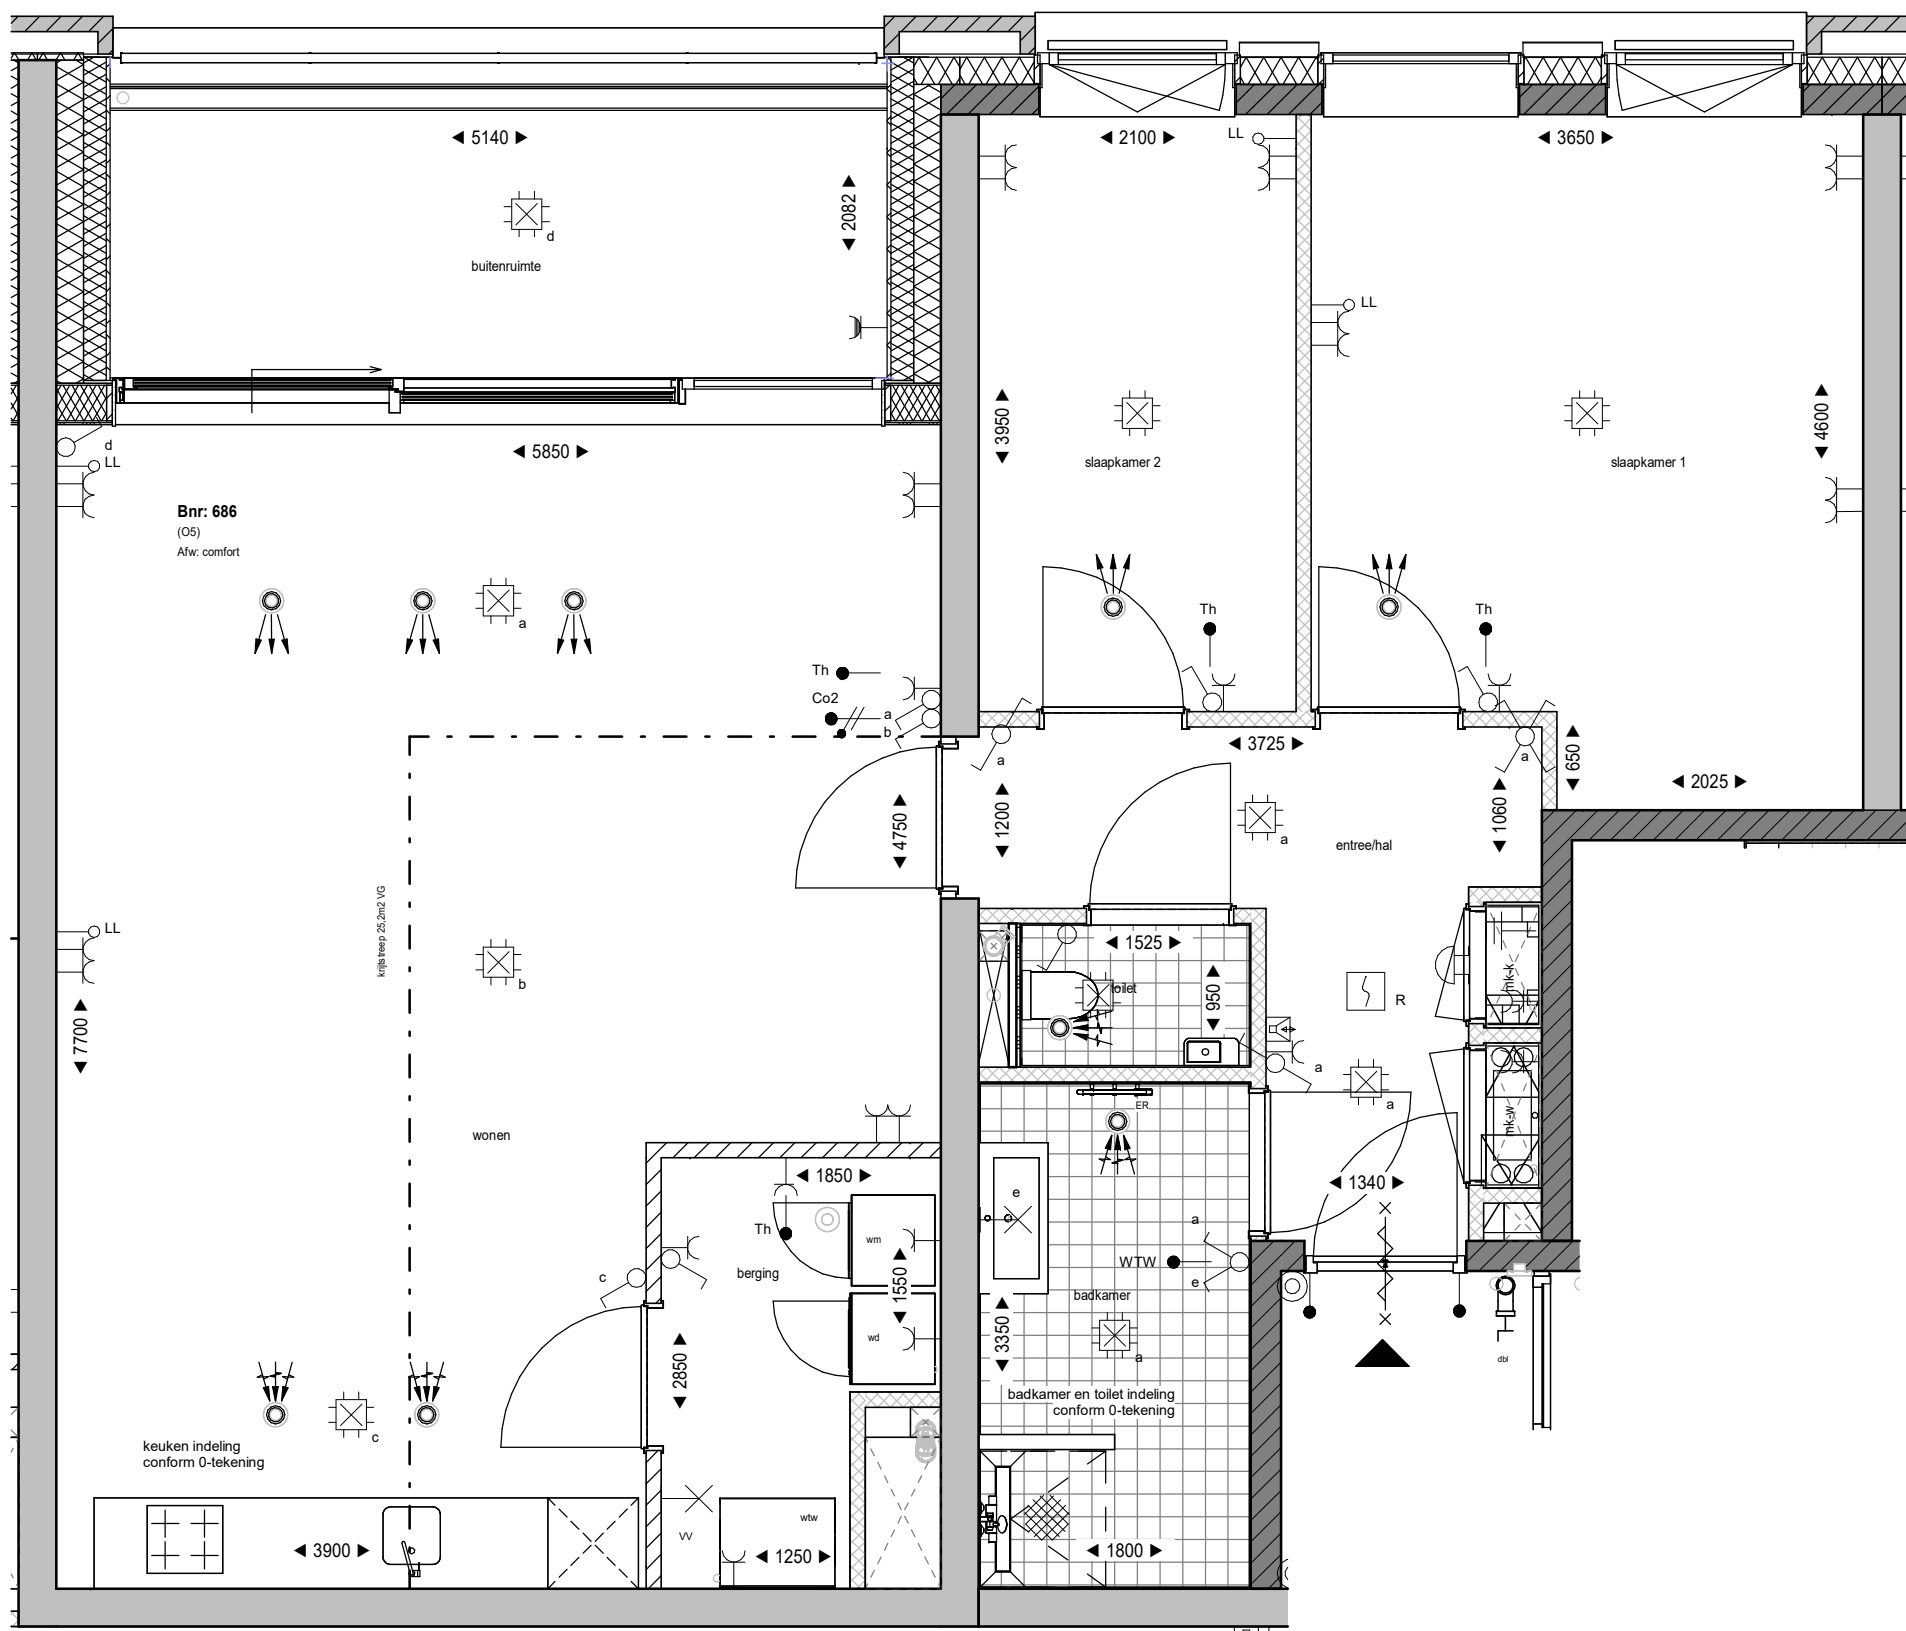 5140
2100
LL
3650
2082
d
buitenruimte
LL
3950
4600
slaapkamer 2
slaapkamer 1
d
LL
5850
Bnr: 686
(O5)
Afw: comfort
a
Th
Th
Th
Co2
a
b
a
3725
a
650
2025
4750
1200
1060
a
entree/hal
krijtstreep 25,2m2 VG
LL
1525
b
toilet
950
R
mk-k
7700
a
a
ER
mk-w
wonen
1850
e
1340
Th
wm
a
WTW
e
c
berging
1550
badkamer
wd
3350
a
2850
dbl
badkamer en toilet indeling
conform 0-tekening
c
keuken indeling
conform 0-tekening
wtw
VV
3900
1250
1800